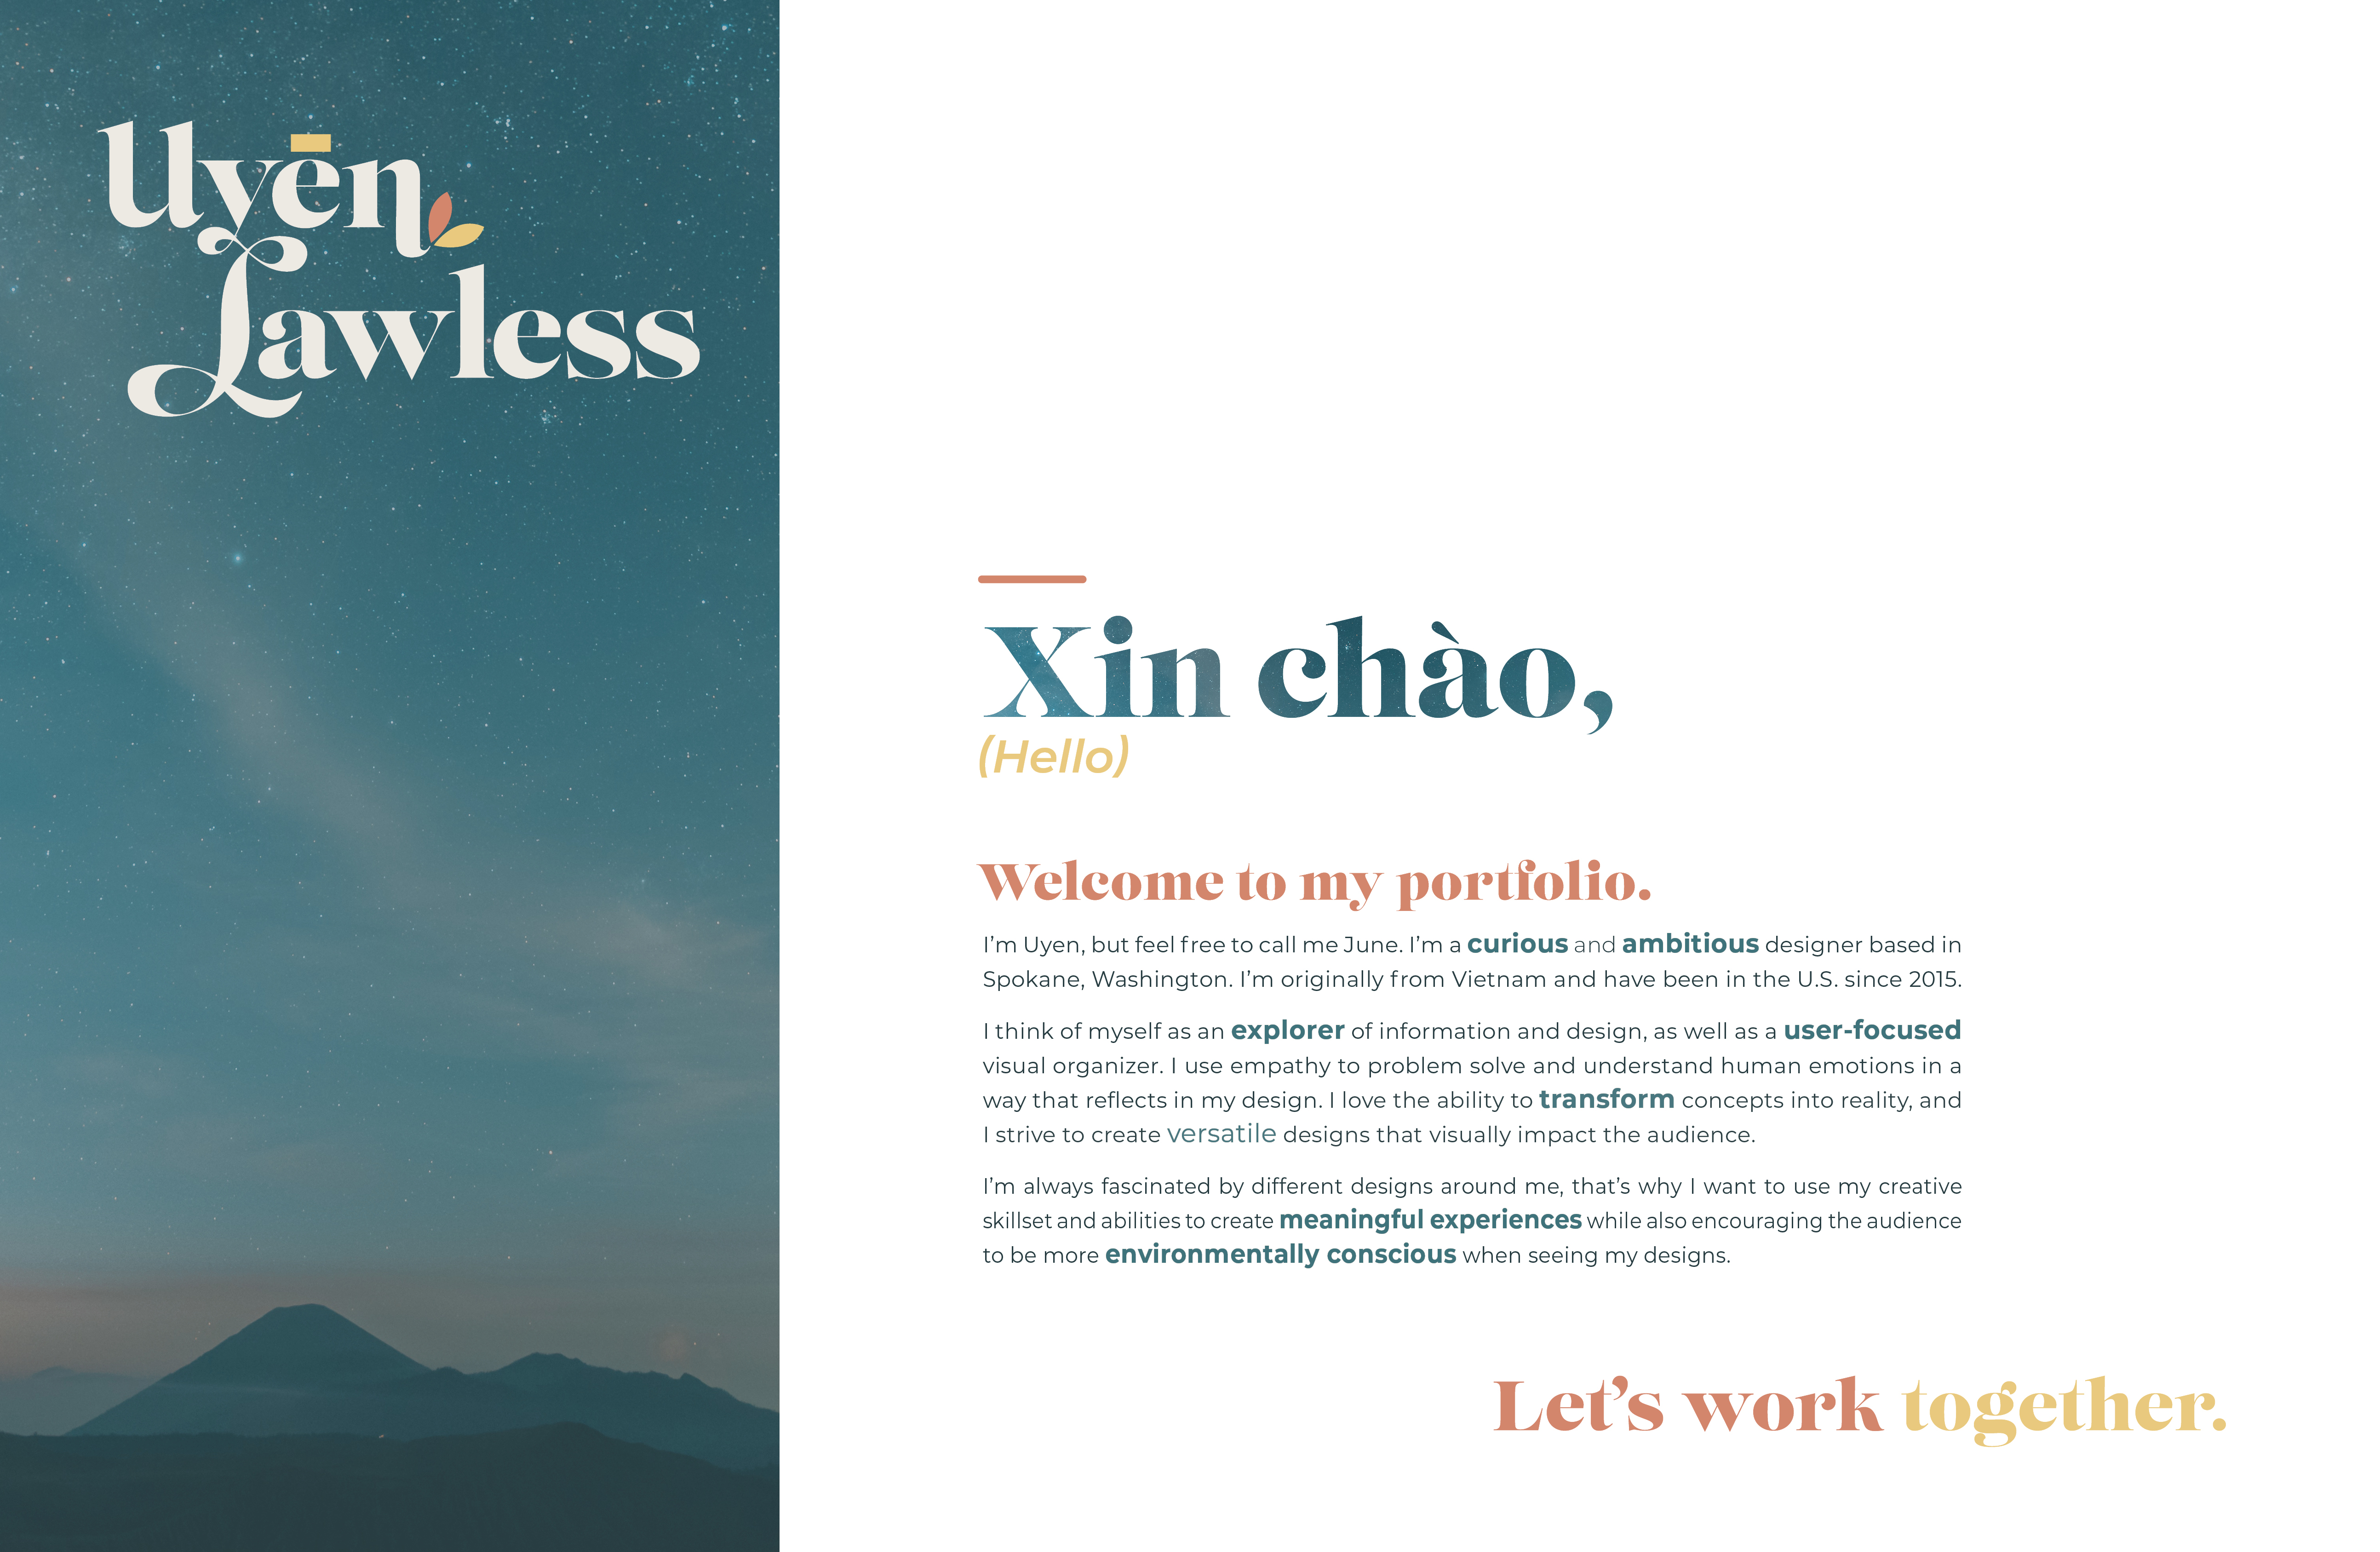 Uyēn
Lawless
Xin chào,
(Hello)
Welcome to my portfolio.
I’m Uyen, but feel free to call me June. I’m a curious and ambitious designer based in
Spokane, Washington. I’m originally from Vietnam and have been in the U.S. since 2015.
I think of myself as an explorer of information and design, as well as a user-focused
visual organizer. I use empathy to problem solve and understand human emotions in a
way that reflects in my design. I love the ability to transform concepts into reality, and
I strive to create versatile designs that visually impact the audience.
I’m always fascinated by different designs around me, that’s why I want to use my creative
skillset and abilities to create meaningful experiences while also encouraging the audience
to be more environmentally conscious when seeing my designs.
Let’s work together.